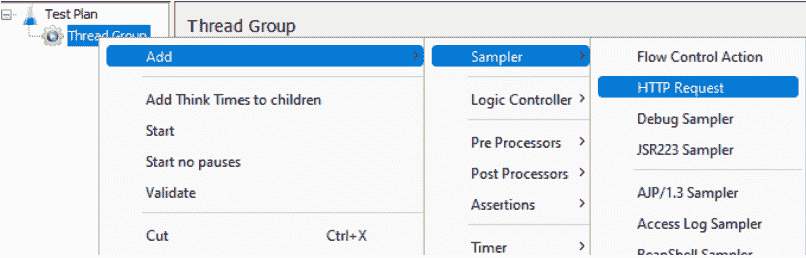 Test Plan
Thread Group
Thread Group
Add
Add Think Times to children
Start
Start no pauses
Validate
Cut Ctrl+X
Sampler
Logic Controller
Pre Processors
Post Processors
Assertions
Timer
Flow Control Action
HTTP Request
Debug Sampler
JSR223 Sampler
AJP/1.3 Sampler
Access Log Sampler
BeanShell Sampler